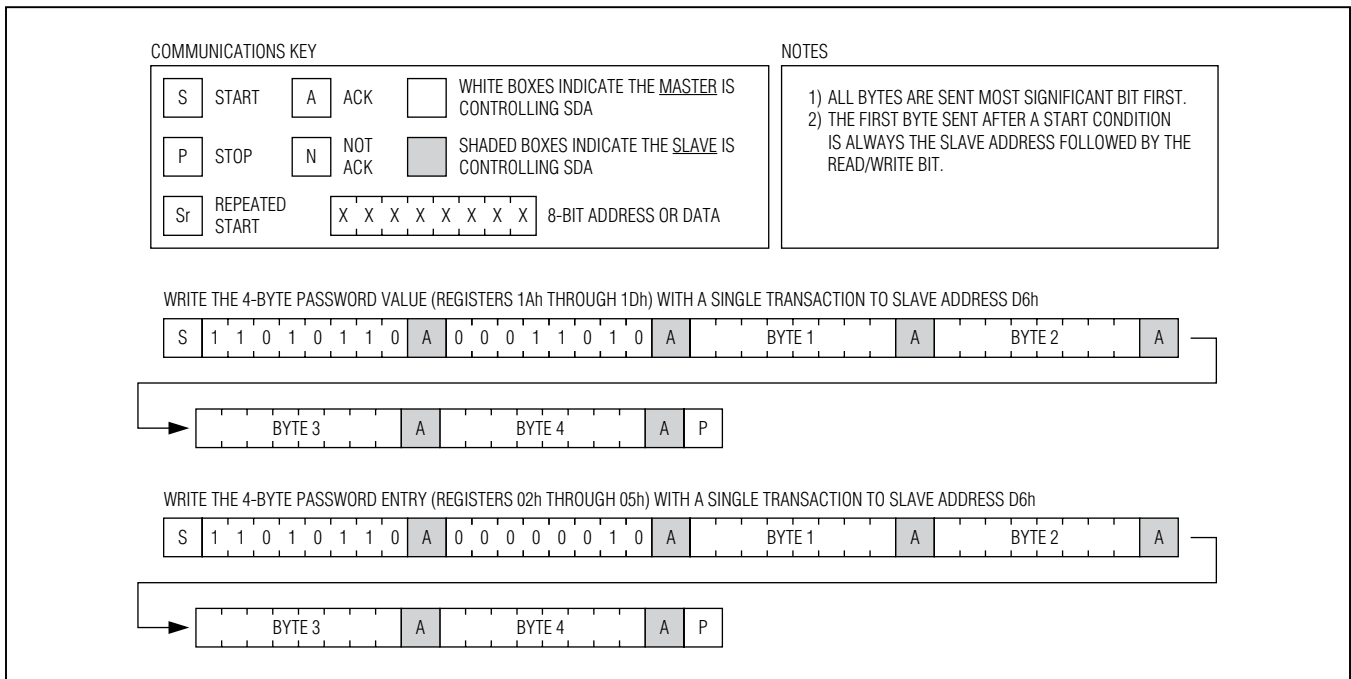 COMMUNICATIONS KEY
S START A ACK WHITE BOXES INDICATE THE MASTER IS
CONTROLLING SDA
P STOP N NOT
ACK SHADED BOXES INDICATE THE SLAVE IS
CONTROLLING SDA
Sr REPEATED
START X X X X X X X X 8-BIT ADDRESS OR DATA
NOTES
1) ALL BYTES ARE SENT MOST SIGNIFICANT BIT FIRST.
2) THE FIRST BYTE SENT AFTER A START CONDITION
IS ALWAYS THE SLAVE ADDRESS FOLLOWED BY THE
READ/WRITE BIT.
WRITE THE 4-BYTE PASSWORD VALUE (REGISTERS 1Ah THROUGH 1Dh) WITH A SINGLE TRANSACTION TO SLAVE ADDRESS D6h
S 1 1 0 1 0 1 1 0 A 0 0 0 1 1 0 1 0 A BYTE 1 A BYTE 2 A
BYTE 3 A BYTE 4 A P
WRITE THE 4-BYTE PASSWORD ENTRY (REGISTERS 02h THROUGH 05h) WITH A SINGLE TRANSACTION TO SLAVE ADDRESS D6h
S 1 1 0 1 0 1 1 0 A 0 0 0 0 0 0 1 0 A BYTE 1 A BYTE 2 A
BYTE 3 A BYTE 4 A P